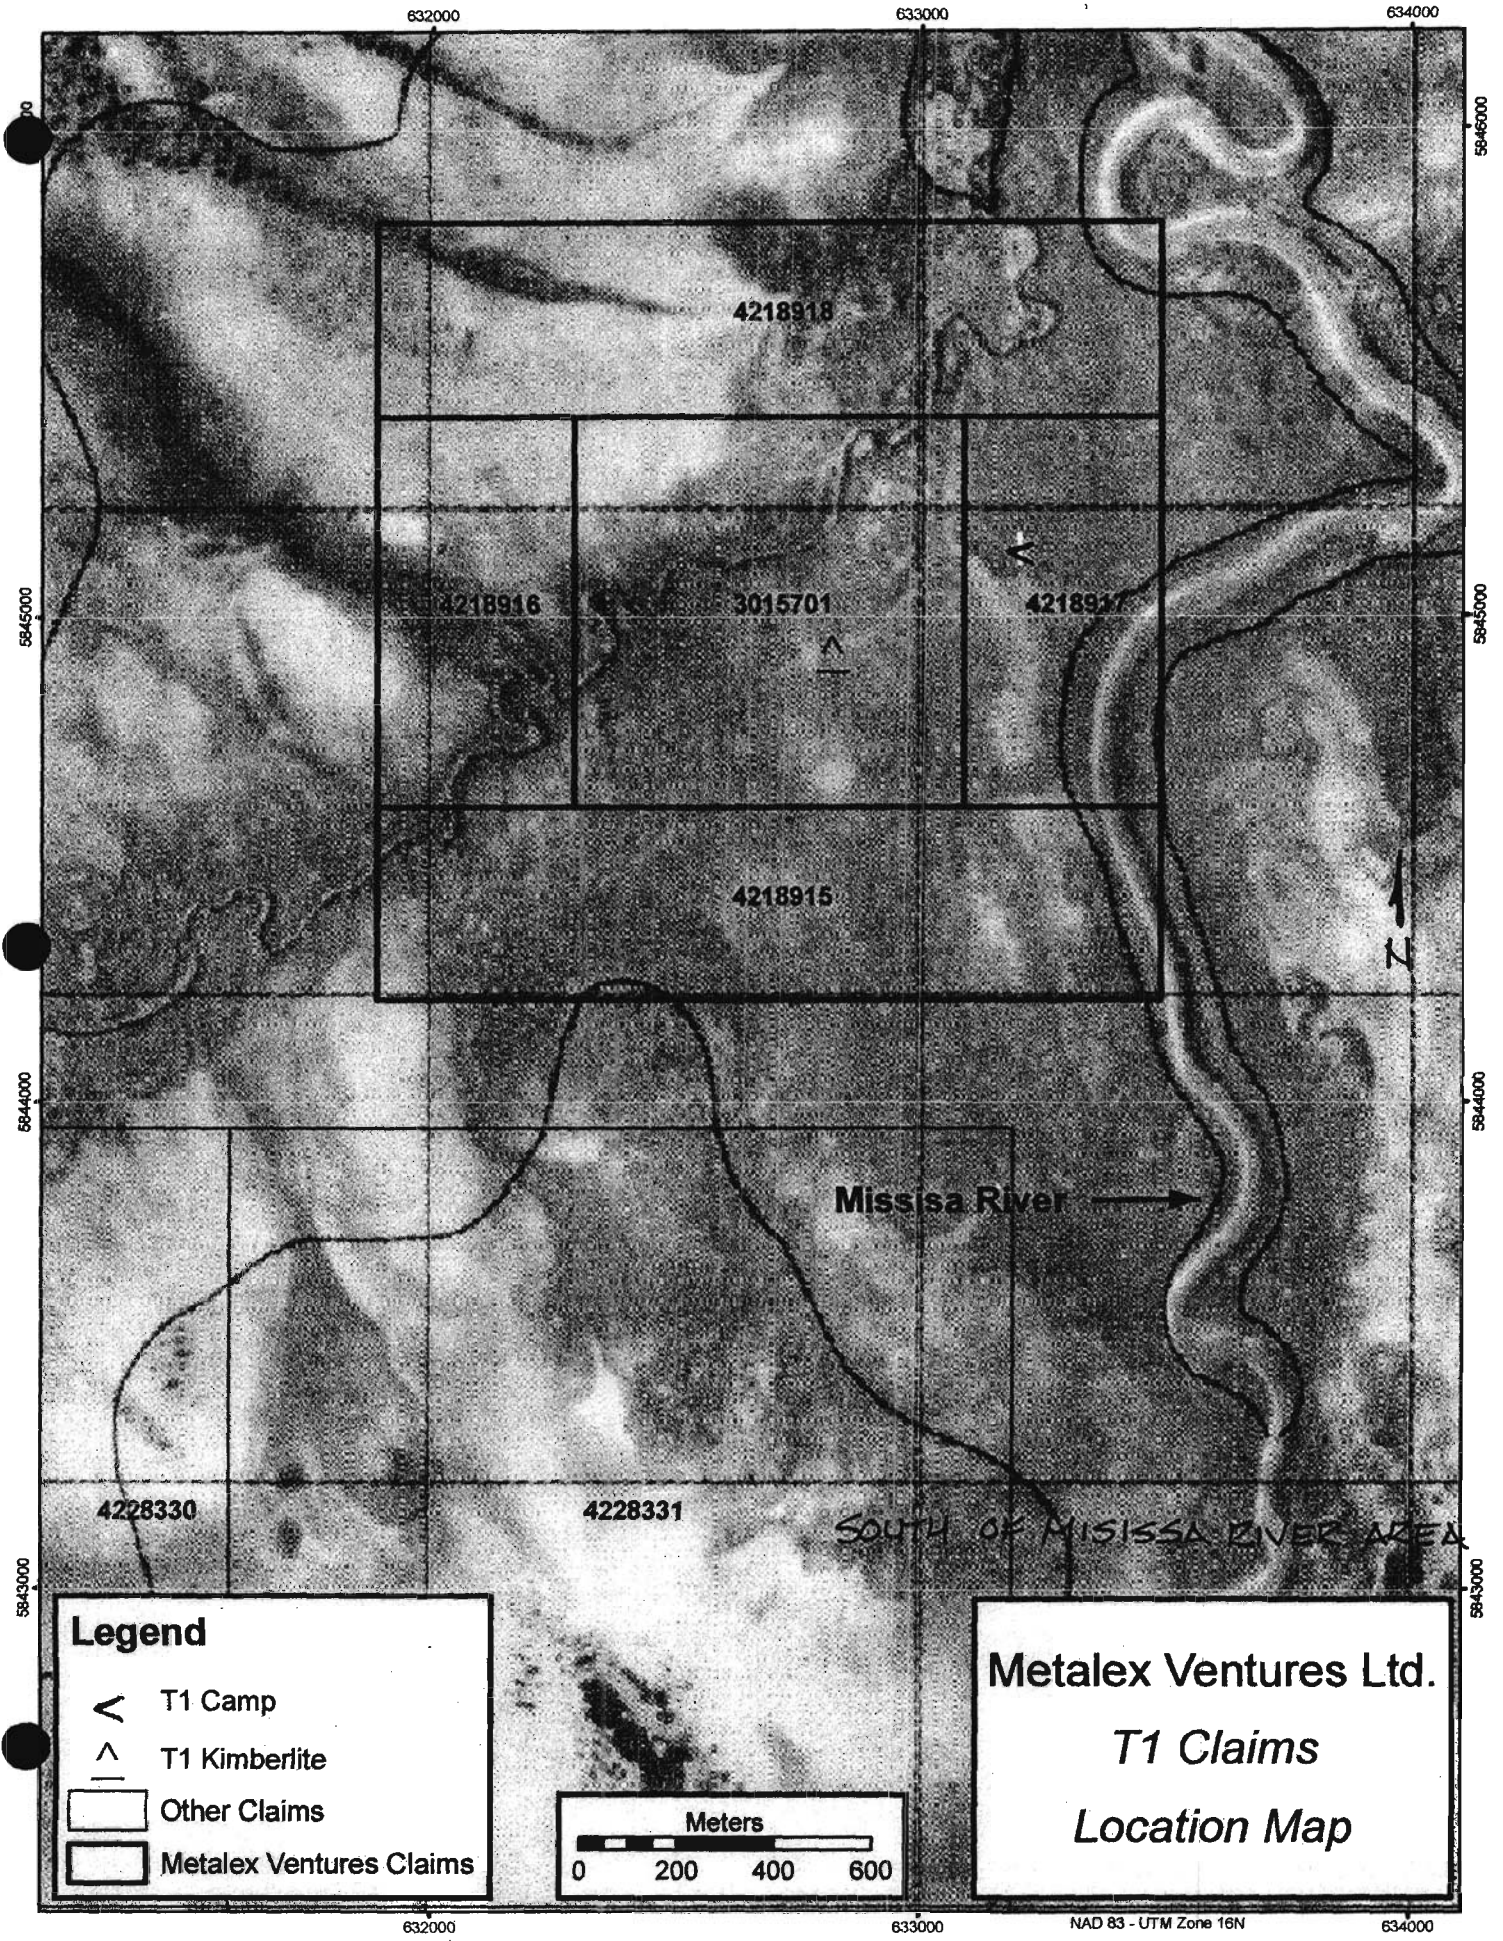 632000
633000
634000
5846000
4218918
5845000
4218916
3015701
4218917
5845000
4218915
N
5844000
5844000
Missisa River
4228330
4228331
SOUTH OF MISISSA RIVER AREA
5843000
5843000
Legend
T1 Camp
T1 Kimberlite
Other Claims
Metalex Ventures Claims
Meters
0 200 400 600
Metalex Ventures Ltd.
T1 Claims
Location Map
632000
633000
NAD 83 - UTM Zone 16N
634000